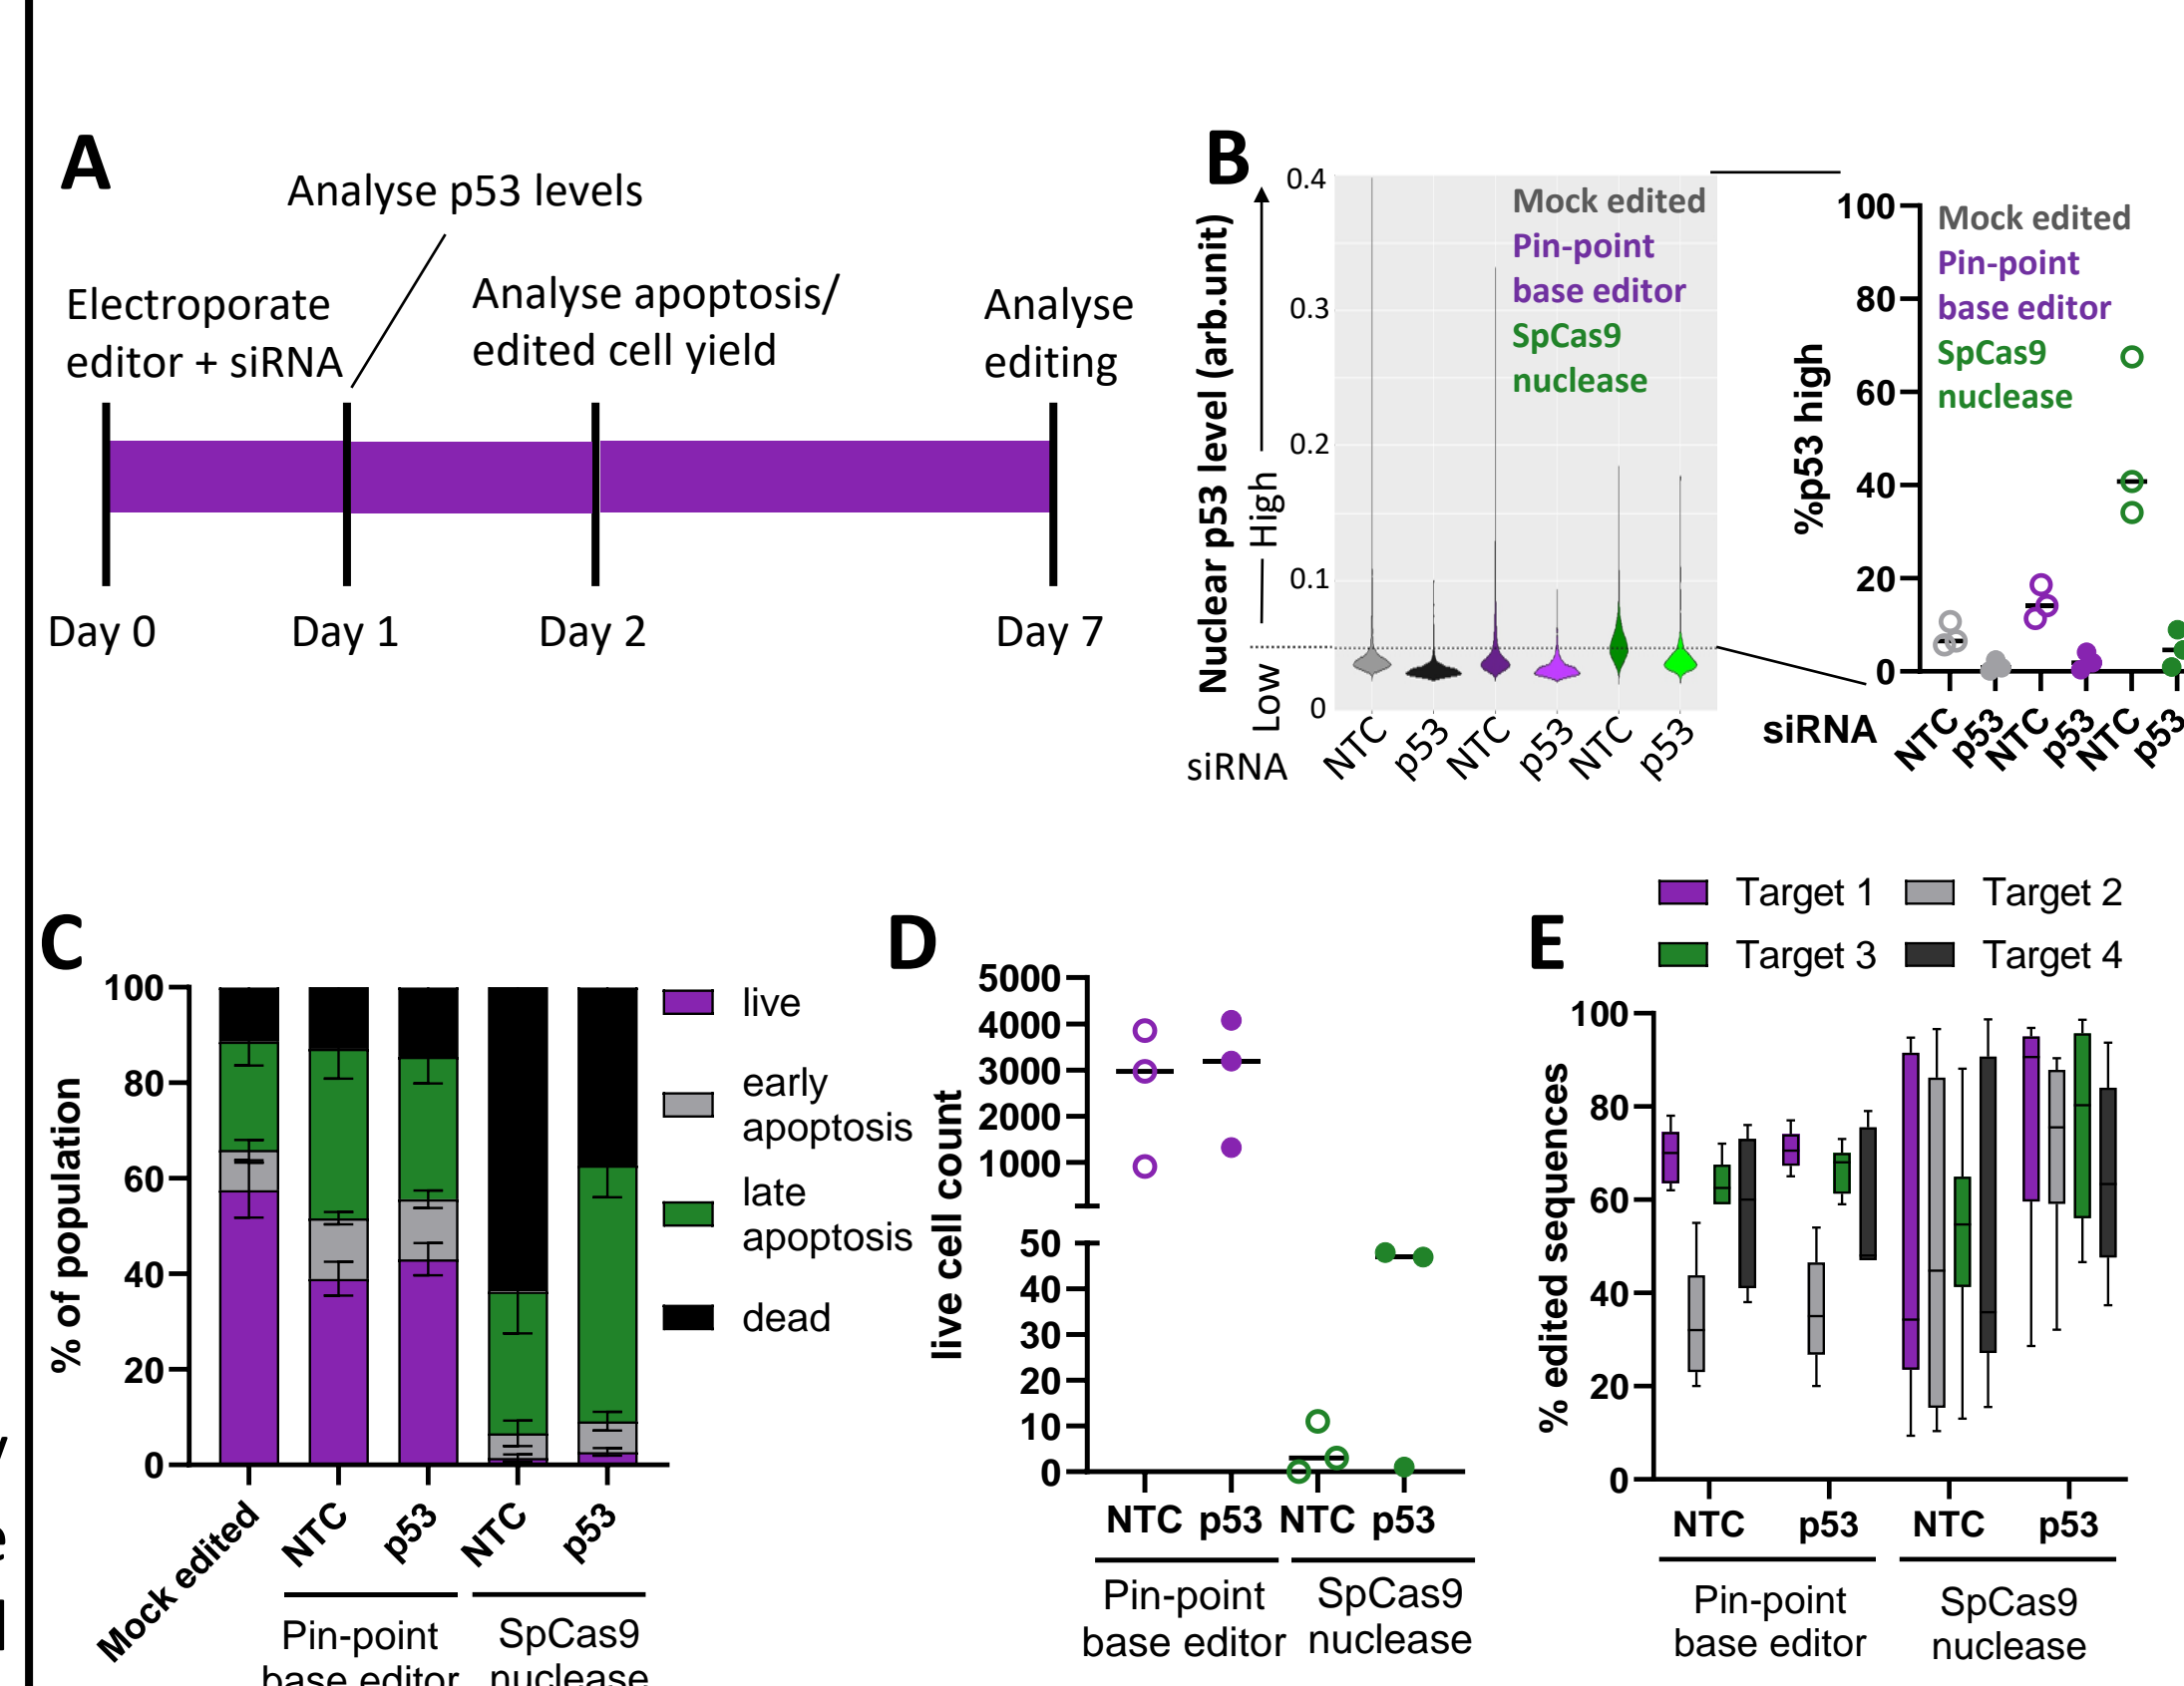 A
Analyse p53 levels
Electroporate
editor + siRNA
Analyse apoptosis/
edited cell yield
Analyse
editing
Day 0
Day 1
Day 2
Day 7
B
Nuclear p53 level (arb.unit)
Low
High
0.4
0.3
0.2
0.1
0
Mock edited
Pin-point
base editor
SpCas9
nuclease
siRNA
NTC
p53
NTC
p53
NTC
p53
%p53 high
100
80
60
40
20
0
Mock edited
Pin-point
base editor
SpCas9
nuclease
siRNA
NTC
p53
NTC
p53
NTC
p53
C
% of population
100
80
60
40
20
0
live
early
apoptosis
late
apoptosis
dead
Mock edited
NTC
p53
NTC
p53
Pin-point
base editor
SpCas9
nuclease
D
live cell count
5000
4000
3000
2000
1000
50
40
30
20
10
0
NTC
p53
NTC
p53
Pin-point
base editor
SpCas9
nuclease
E
Target 1
Target 2
Target 3
Target 4
% edited sequences
100
80
60
40
20
0
NTC
p53
NTC
p53
Pin-point
base editor
SpCas9
nuclease